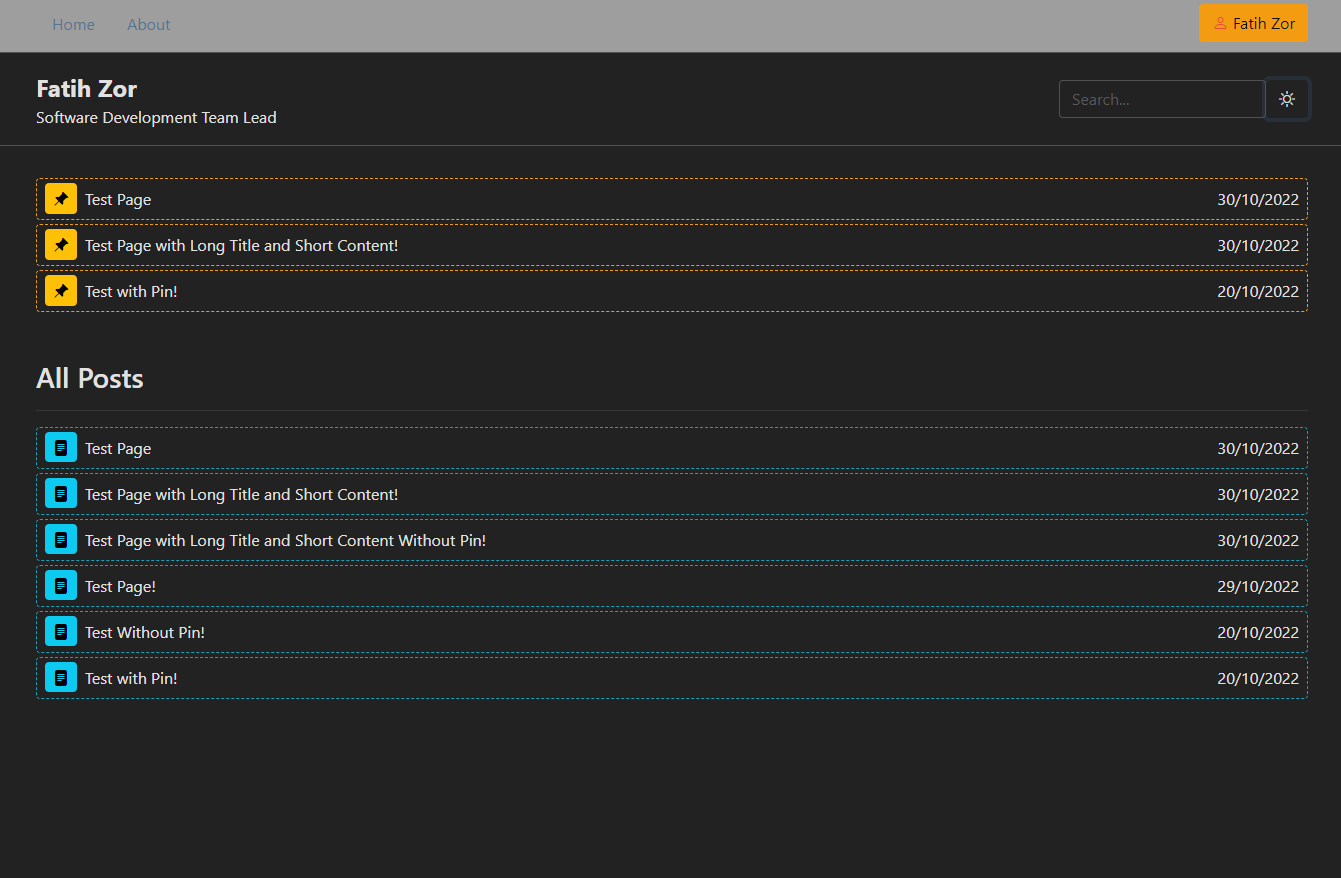 Home About Fatih Zor
Fatih Zor
Software Development Team Lead
Search...
Test Page 30/10/2022
Test Page with Long Title and Short Content! 30/10/2022
Test with Pin! 20/10/2022
All Posts
Test Page 30/10/2022
Test Page with Long Title and Short Content! 30/10/2022
Test Page with Long Title and Short Content Without Pin! 30/10/2022
Test Page! 29/10/2022
Test Without Pin! 20/10/2022
Test with Pin! 20/10/2022